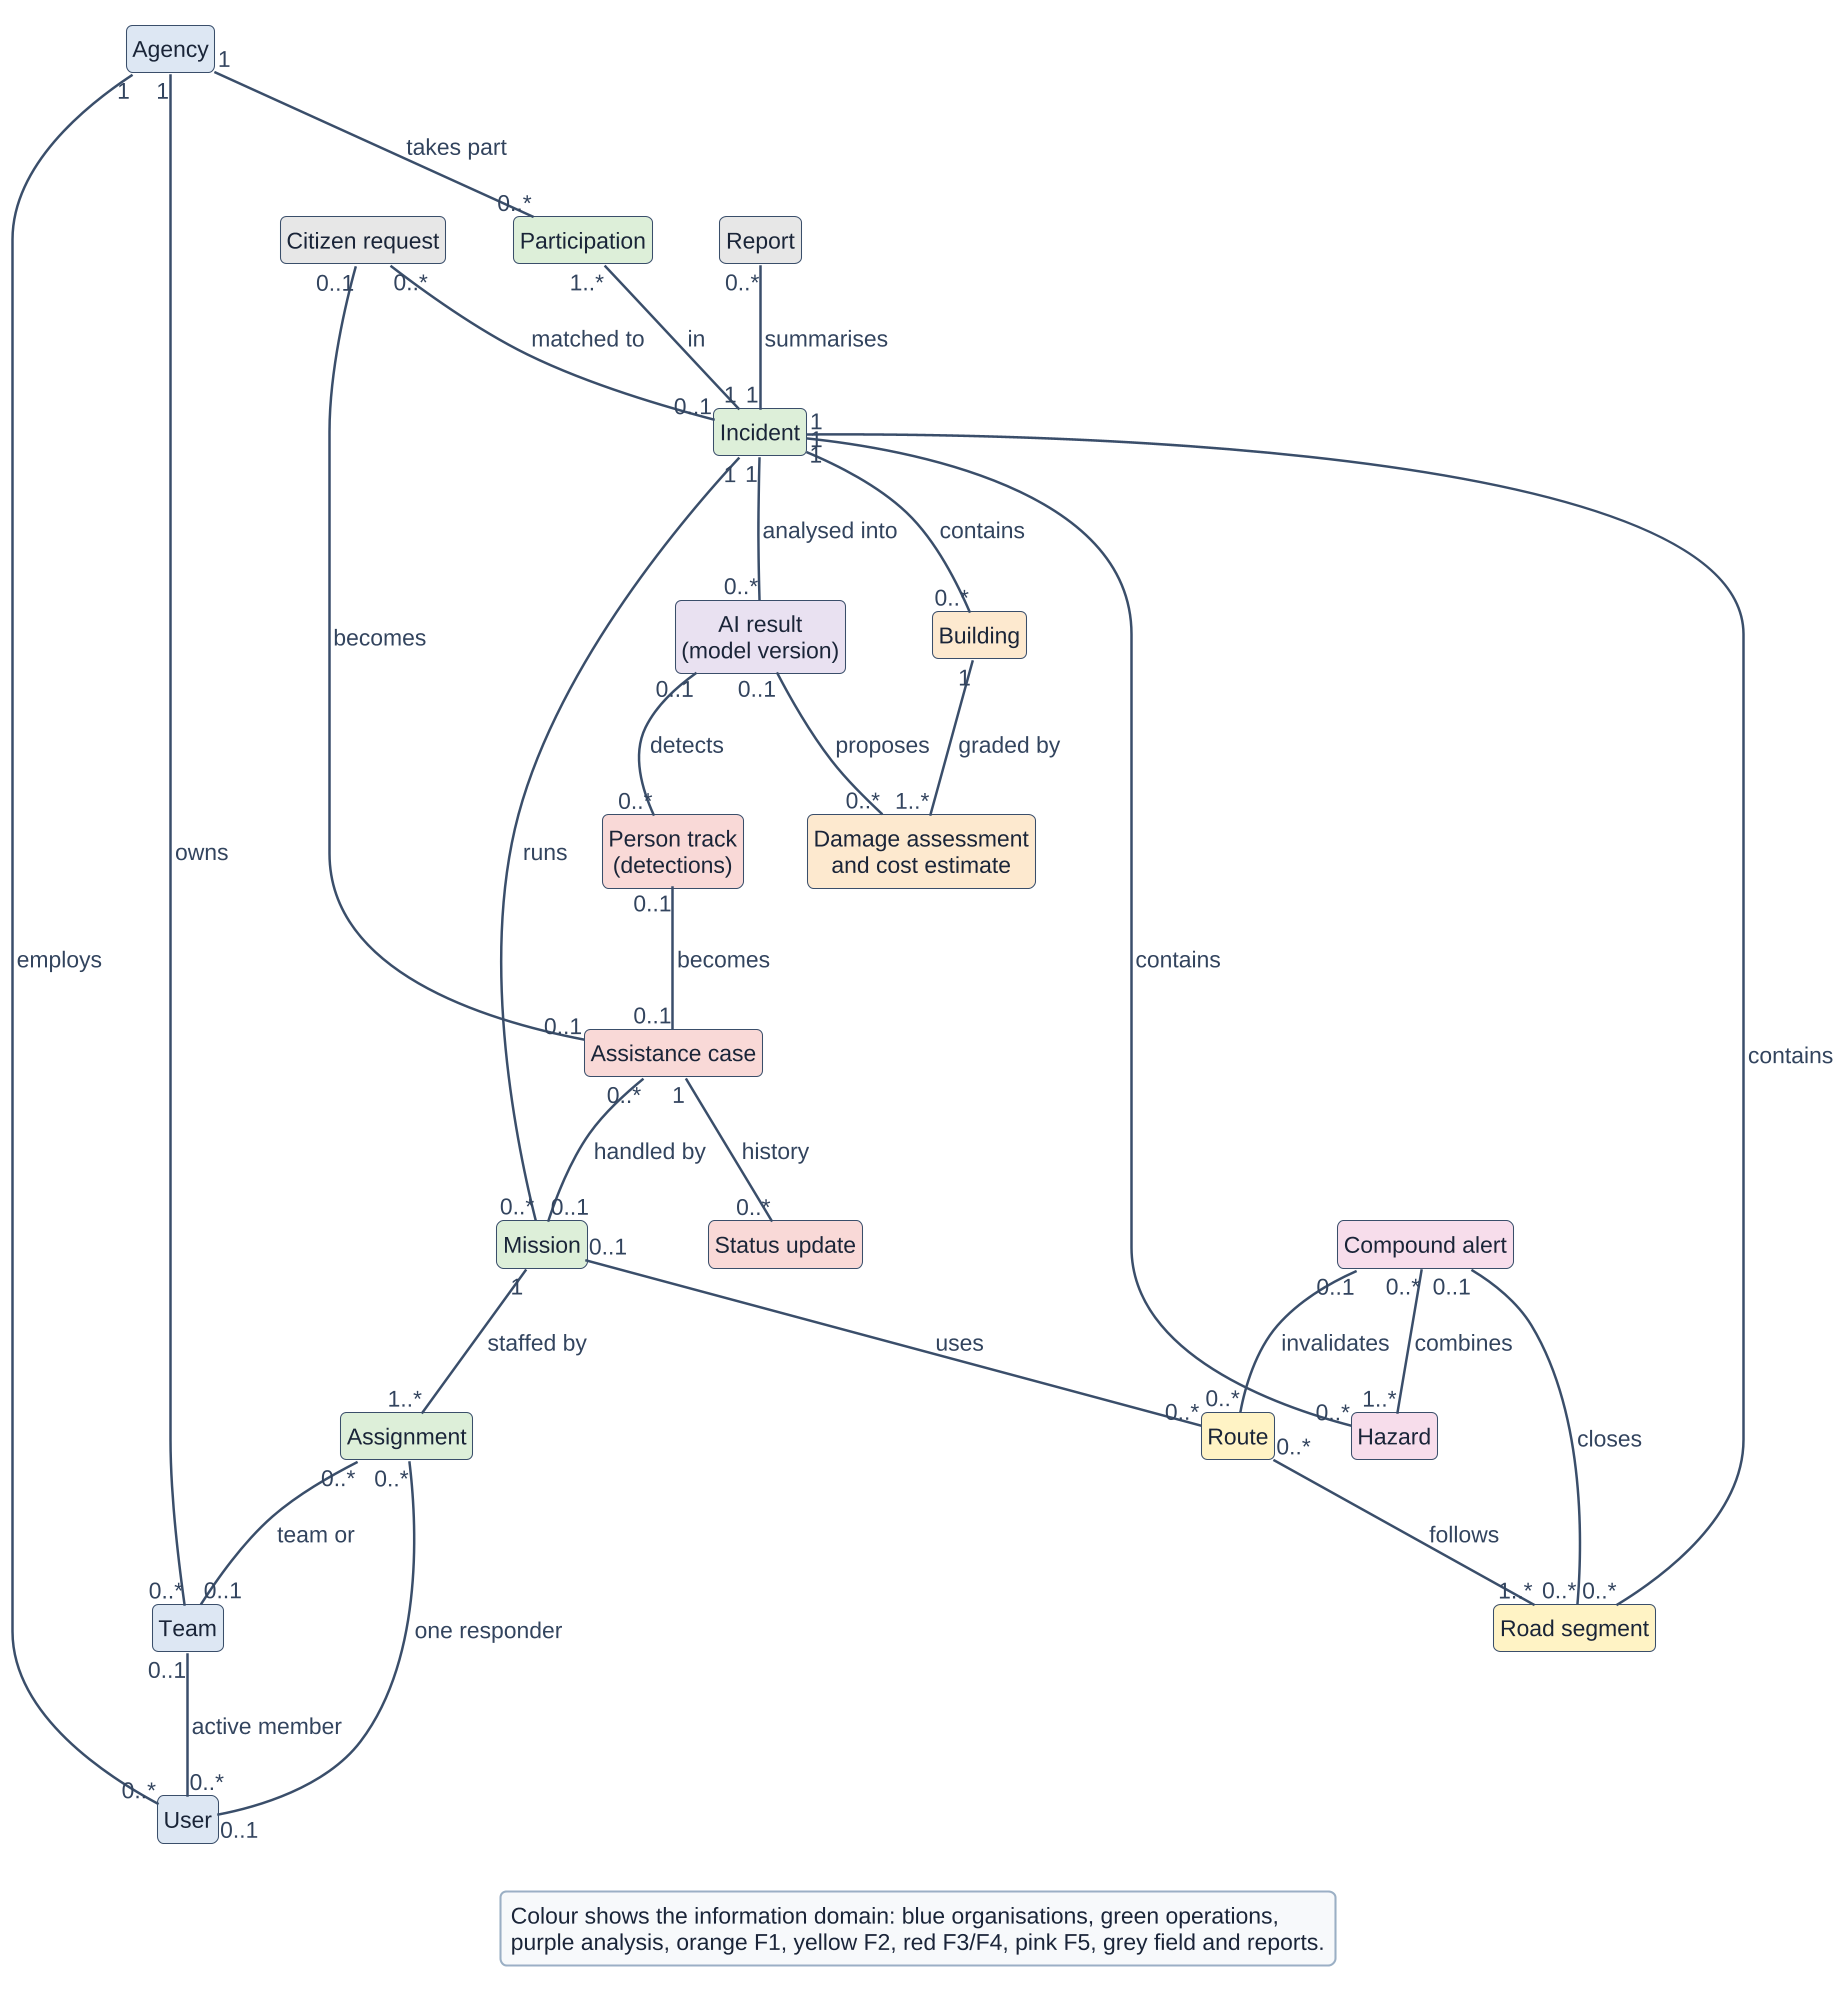 Agency
1
1
1
takes part
0..*
Citizen request
Participation
Report
0..1
0..*
1..*
0..*
matched to
in
summarises
0..1
1
1
Incident
1
1
1
1
1
analysed into
contains
0..*
0..*
AI result
(model version)
Building
becomes
0..1
0..1
1
detects
proposes
graded by
0..*
0..*
1..*
Person track
(detections)
Damage assessment
and cost estimate
owns
runs
0..1
employs
becomes
contains
0..1
0..1
Assistance case
contains
0..*
1
handled by
history
0..*
0..1
0..*
Mission
0..1
Status update
Compound alert
1
0..1
0..*
0..1
staffed by
uses
invalidates
combines
1..*
0..*
0..*
0..*
1..*
Assignment
Route
Hazard
closes
0..*
0..*
0..*
team or
follows
0..*
0..1
1..*
0..*
0..*
Team
one responder
Road segment
0..1
active member
0..*
0..*
User
0..1
Colour shows the information domain: blue organisations, green operations,
purple analysis, orange F1, yellow F2, red F3/F4, pink F5, grey field and reports.